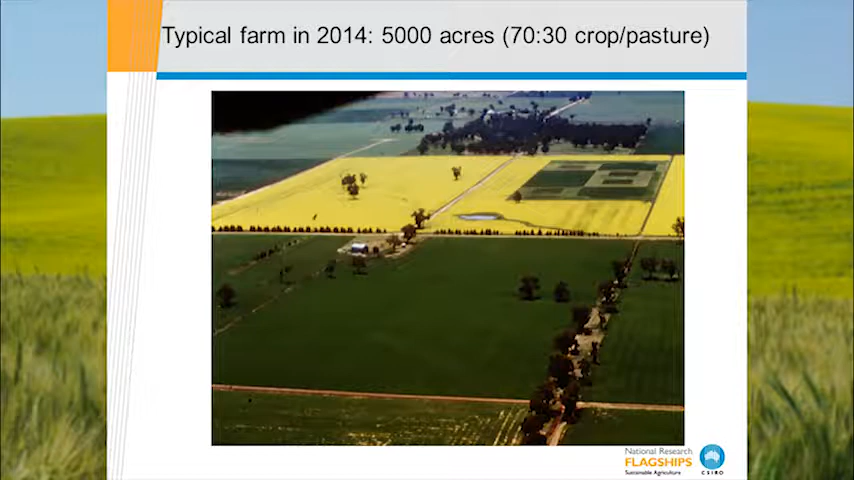 Typical farm in 2014: 5000 acres (70:30 crop/pasture)
National Research
FLAGSHIPS
Sustainable Agriculture
CSIRO